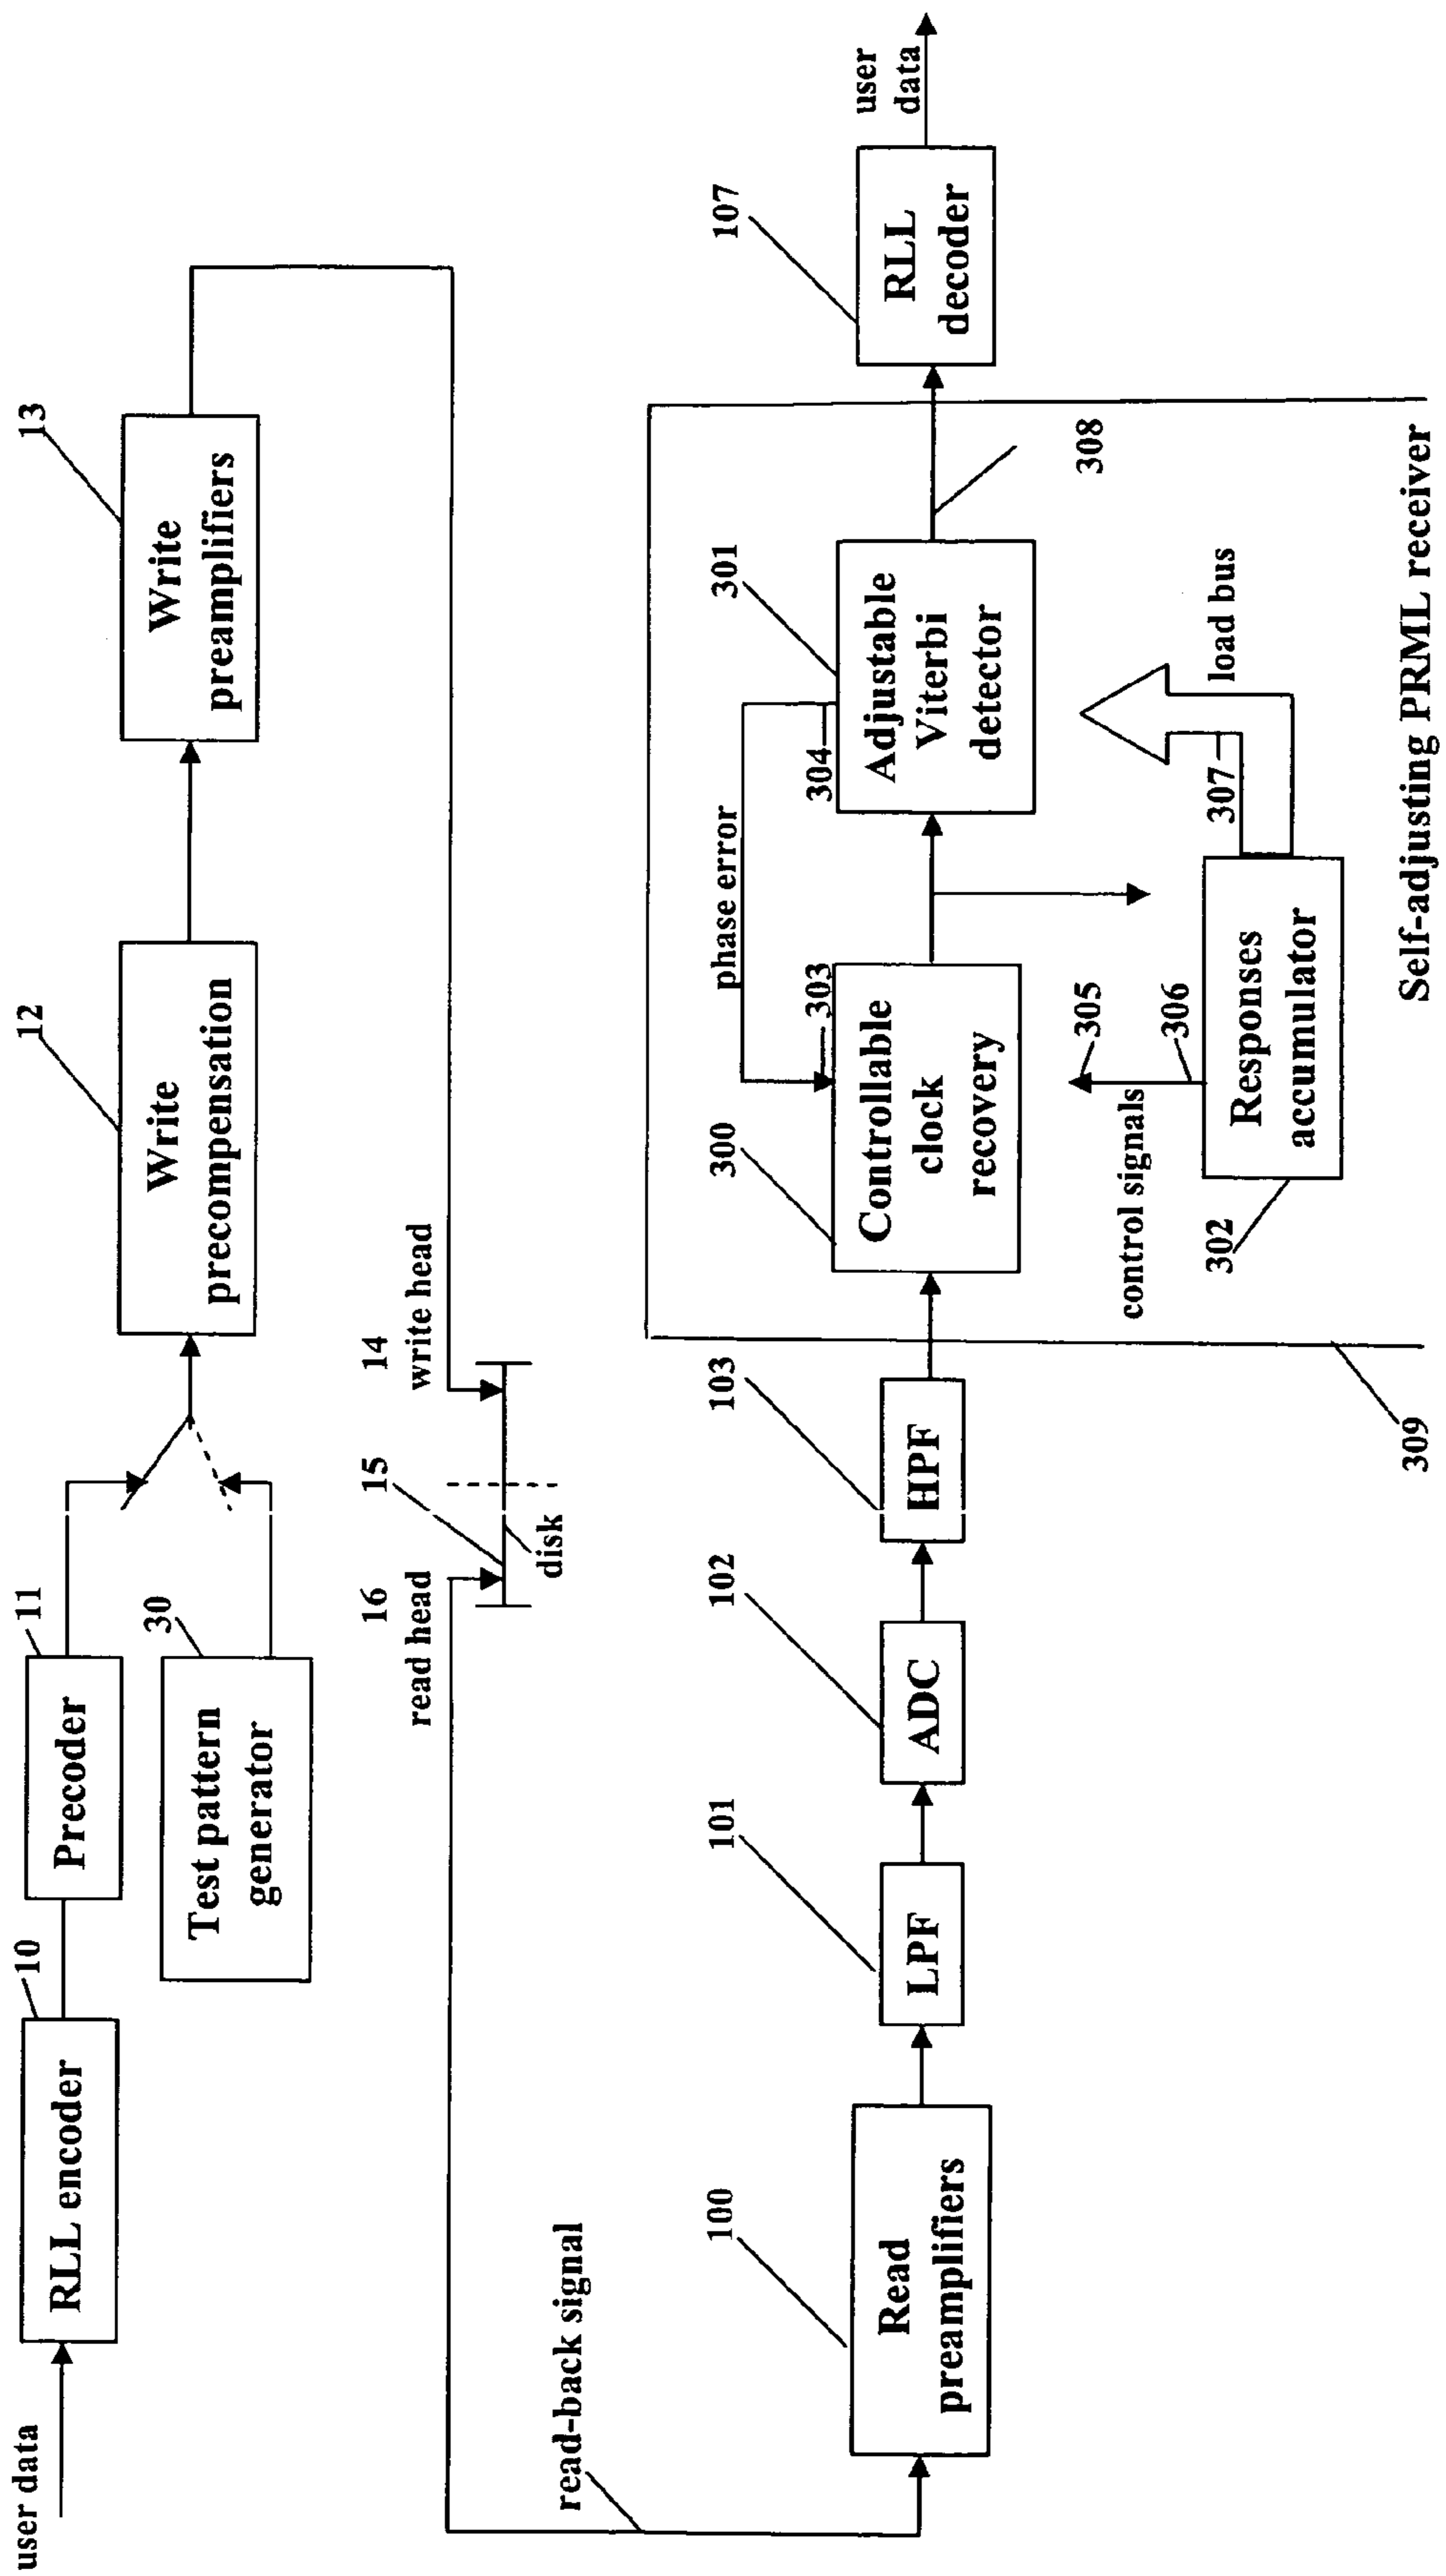 user data
10
RLL encoder
11
Precoder
30
Test pattern
generator
12
Write
precompensation
13
Write
preamplifiers
16
read head
15
disk
14
write head
read-back signal
100
Read
preamplifiers
101
LPF
102
ADC
103
HPF
309
300
Controllable
clock
recovery
303
phase error
304
301
Adjustable
Viterbi
detector
308
control signals
305
306
302
Responses
accumulator
307
load bus
Self-adjusting PRML receiver
107
RLL
decoder
user
data